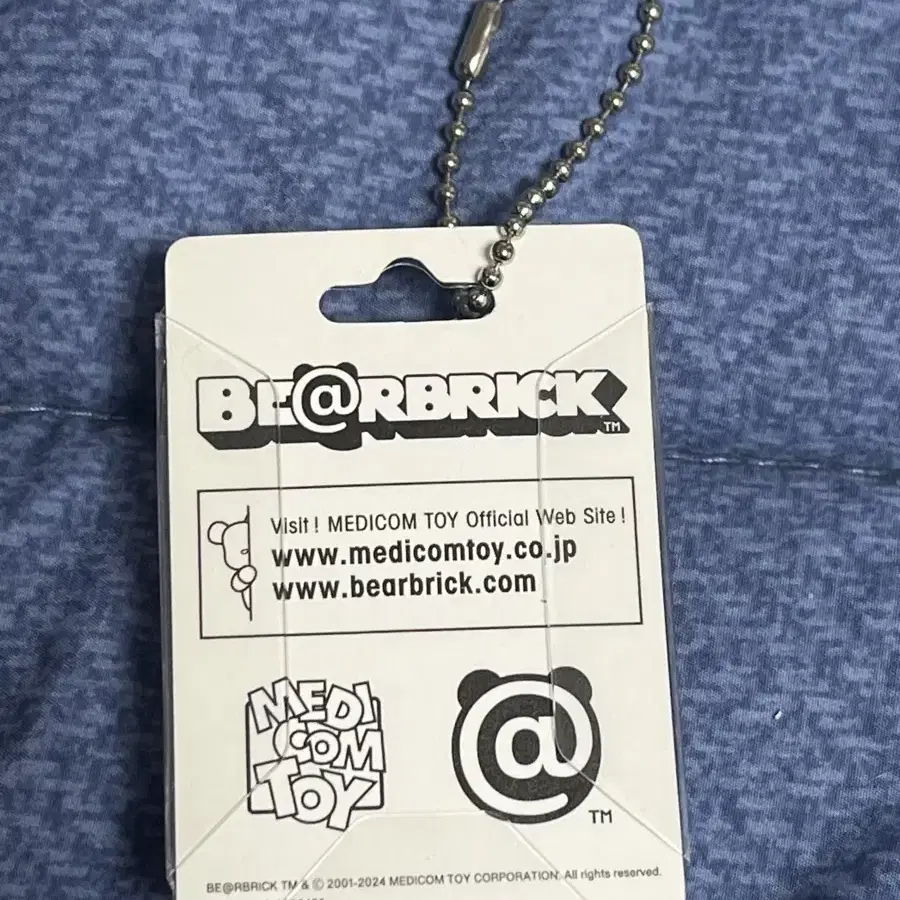 BE@RBRICK TM
Visit! MEDICOM TOY Official Web Site!
www.medicomtoy.co.jp
www.bearbrick.com
MEDI
COM
TOY
@ TM
BE@RBRICK TM & © 2001-2024 MEDICOM TOY CORPORATION. All rights reserved.